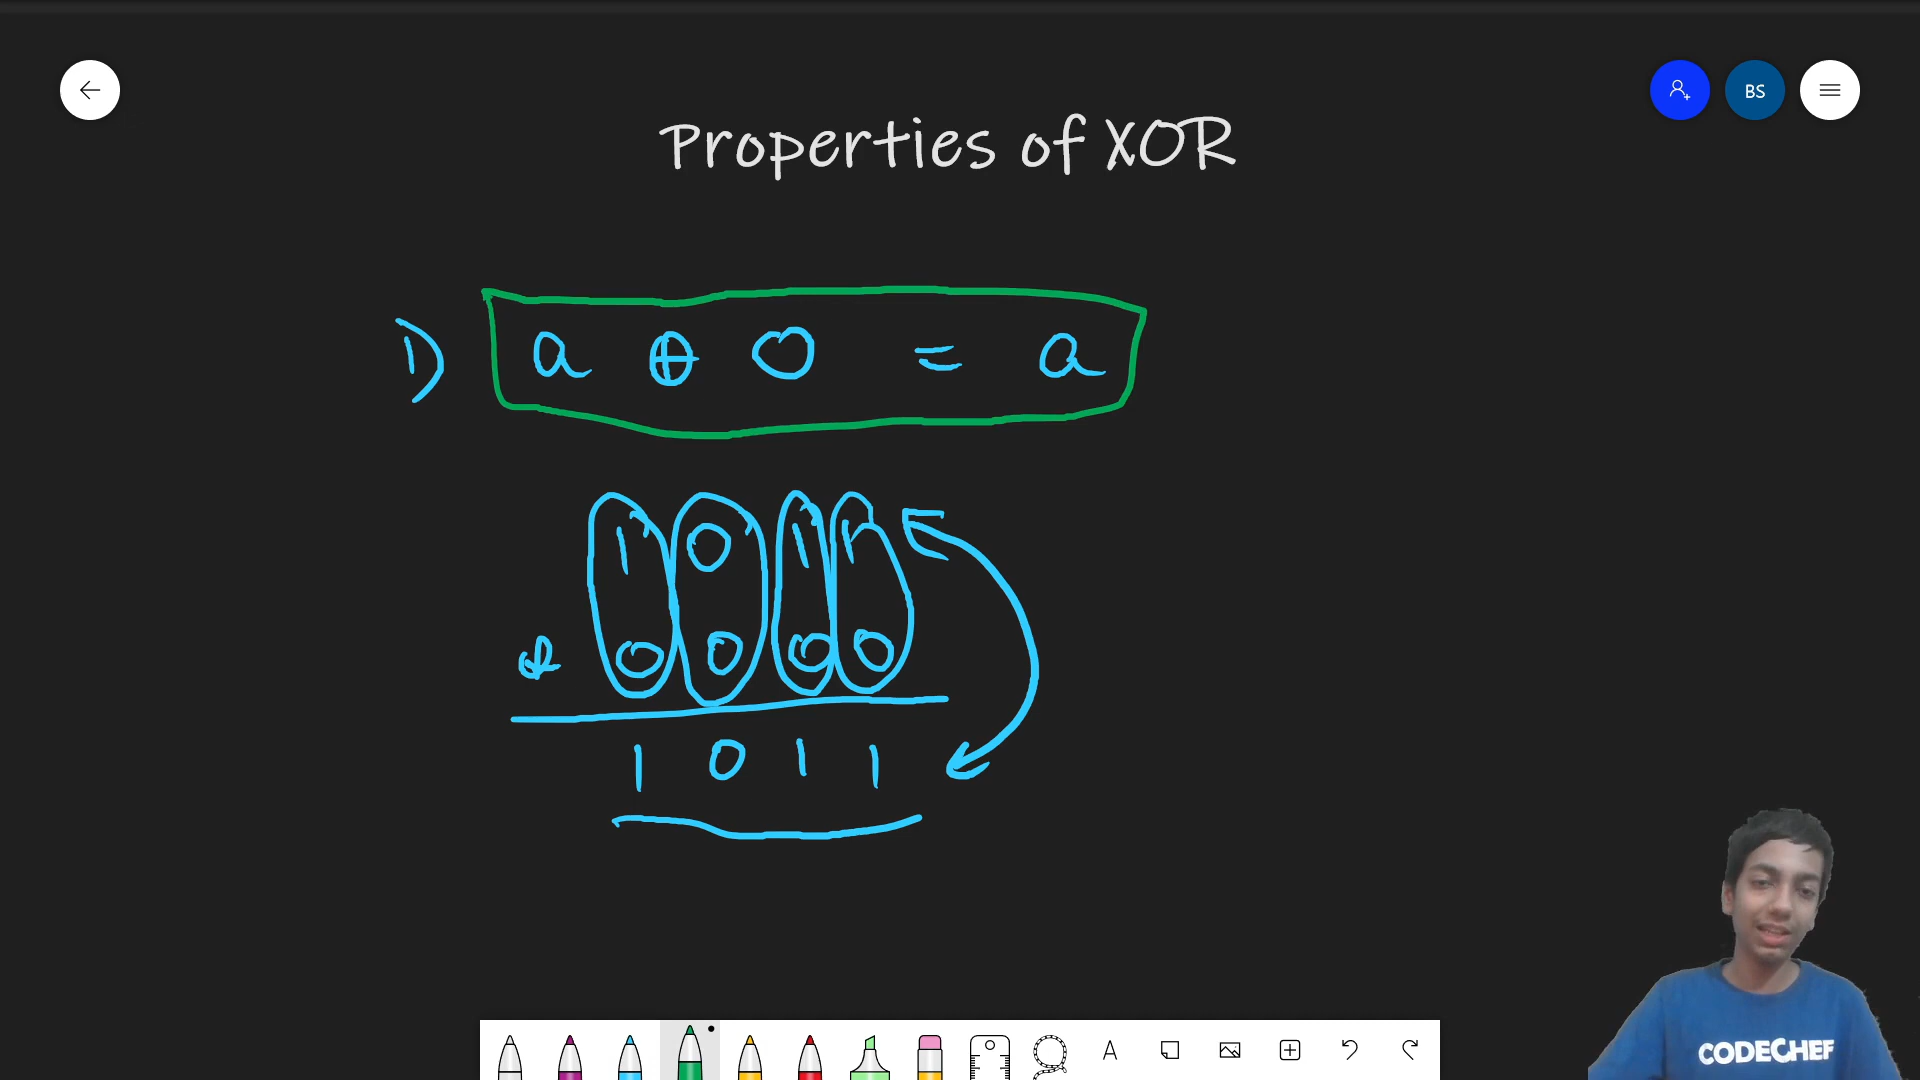 BS
Properties of XOR
1) a ⊕ 0 = a
1 0 1 1
⊕ 0 0 0 0
1 0 1 1
A
CODECHEF